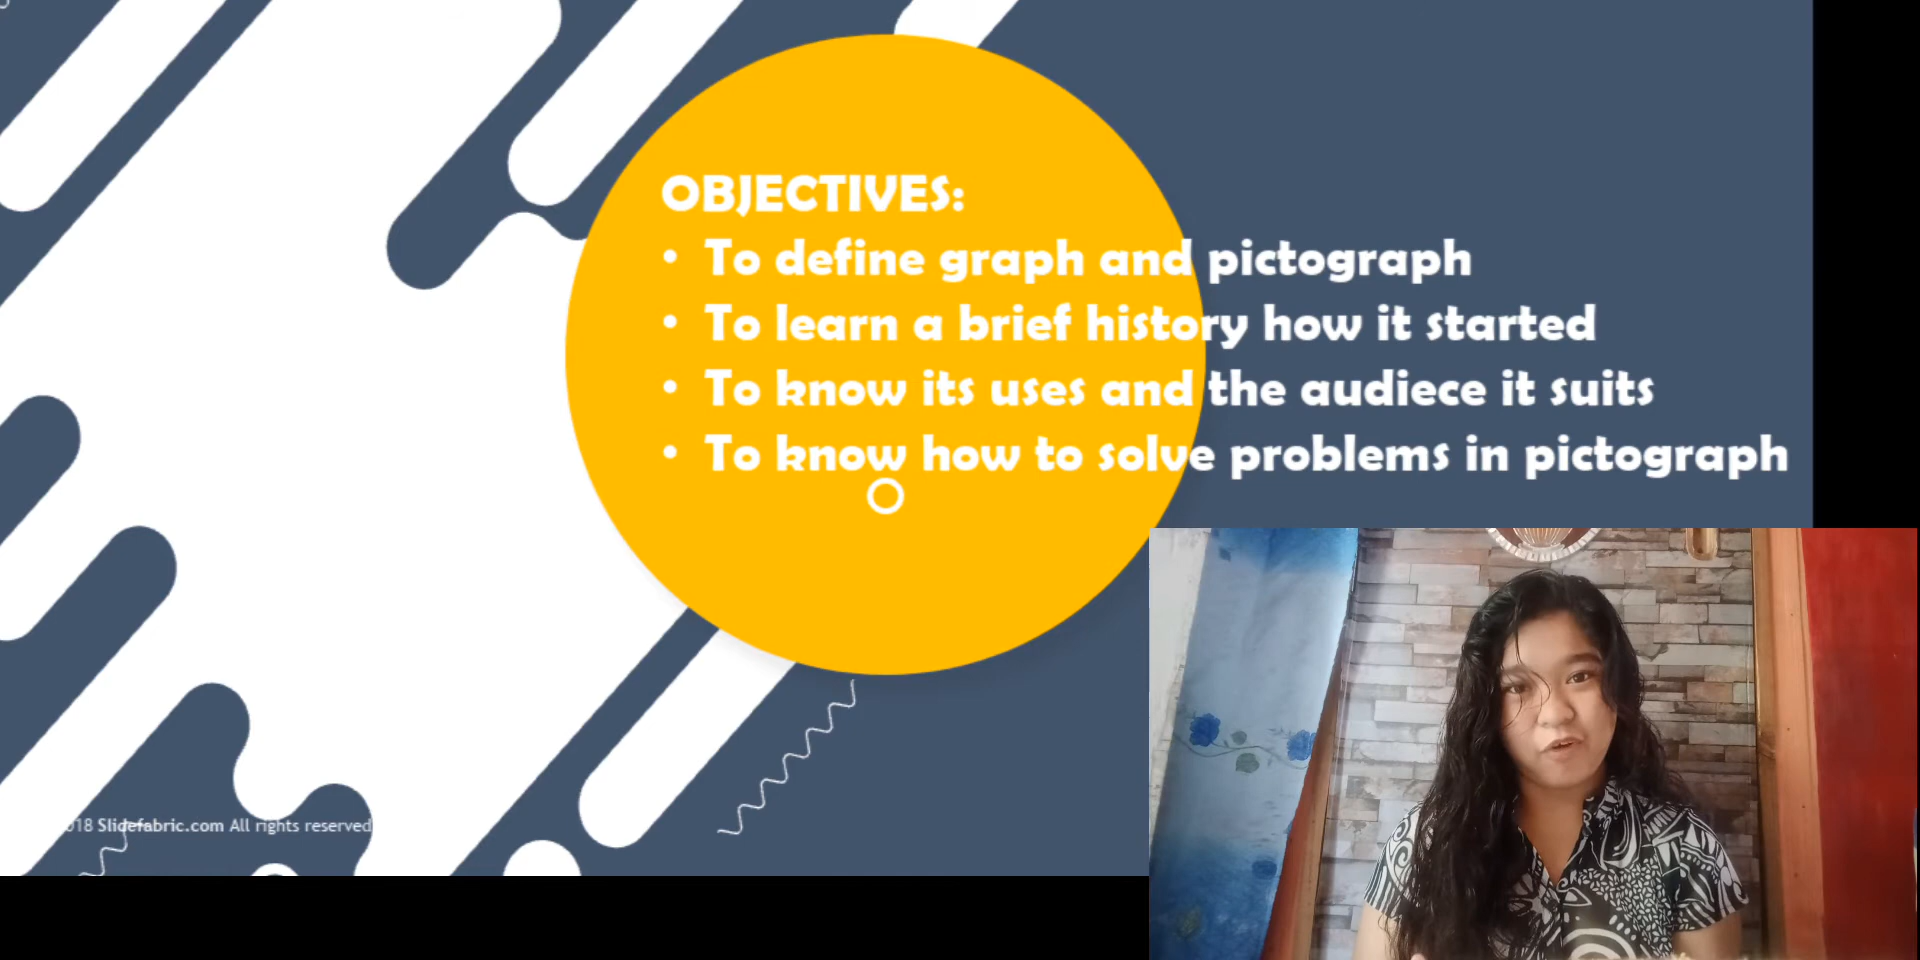 OBJECTIVES:
• To define graph and pictograph
• To learn a brief history how it started
• To know its uses and the audiece it suits
• To know how to solve problems in pictograph
18 Slidefabric.com All rights reserved